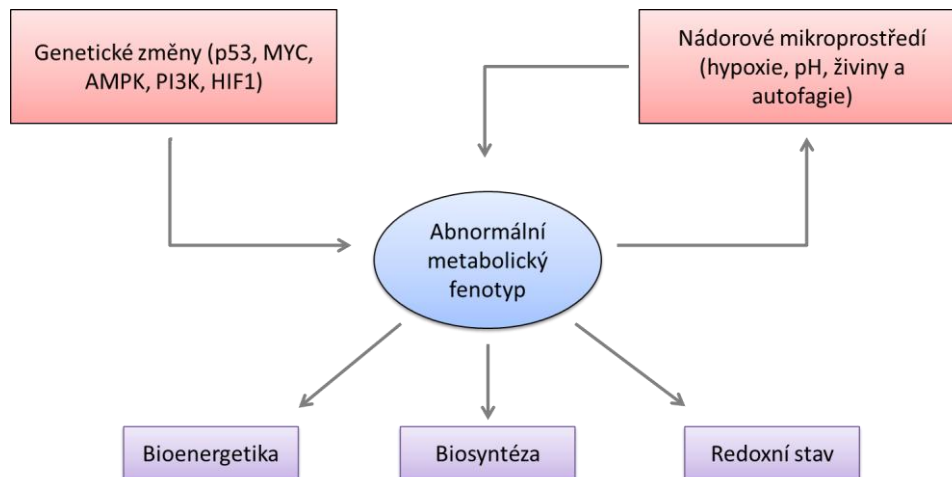 Genetické změny (p53, MYC,
AMPK, PI3K, HIF1)
Nádorové mikroprostředí
(hypoxie, pH, živiny a
autofagie)
Abnormální
metabolický
fenotyp
Bioenergetika
Biosyntéza
Redoxní stav